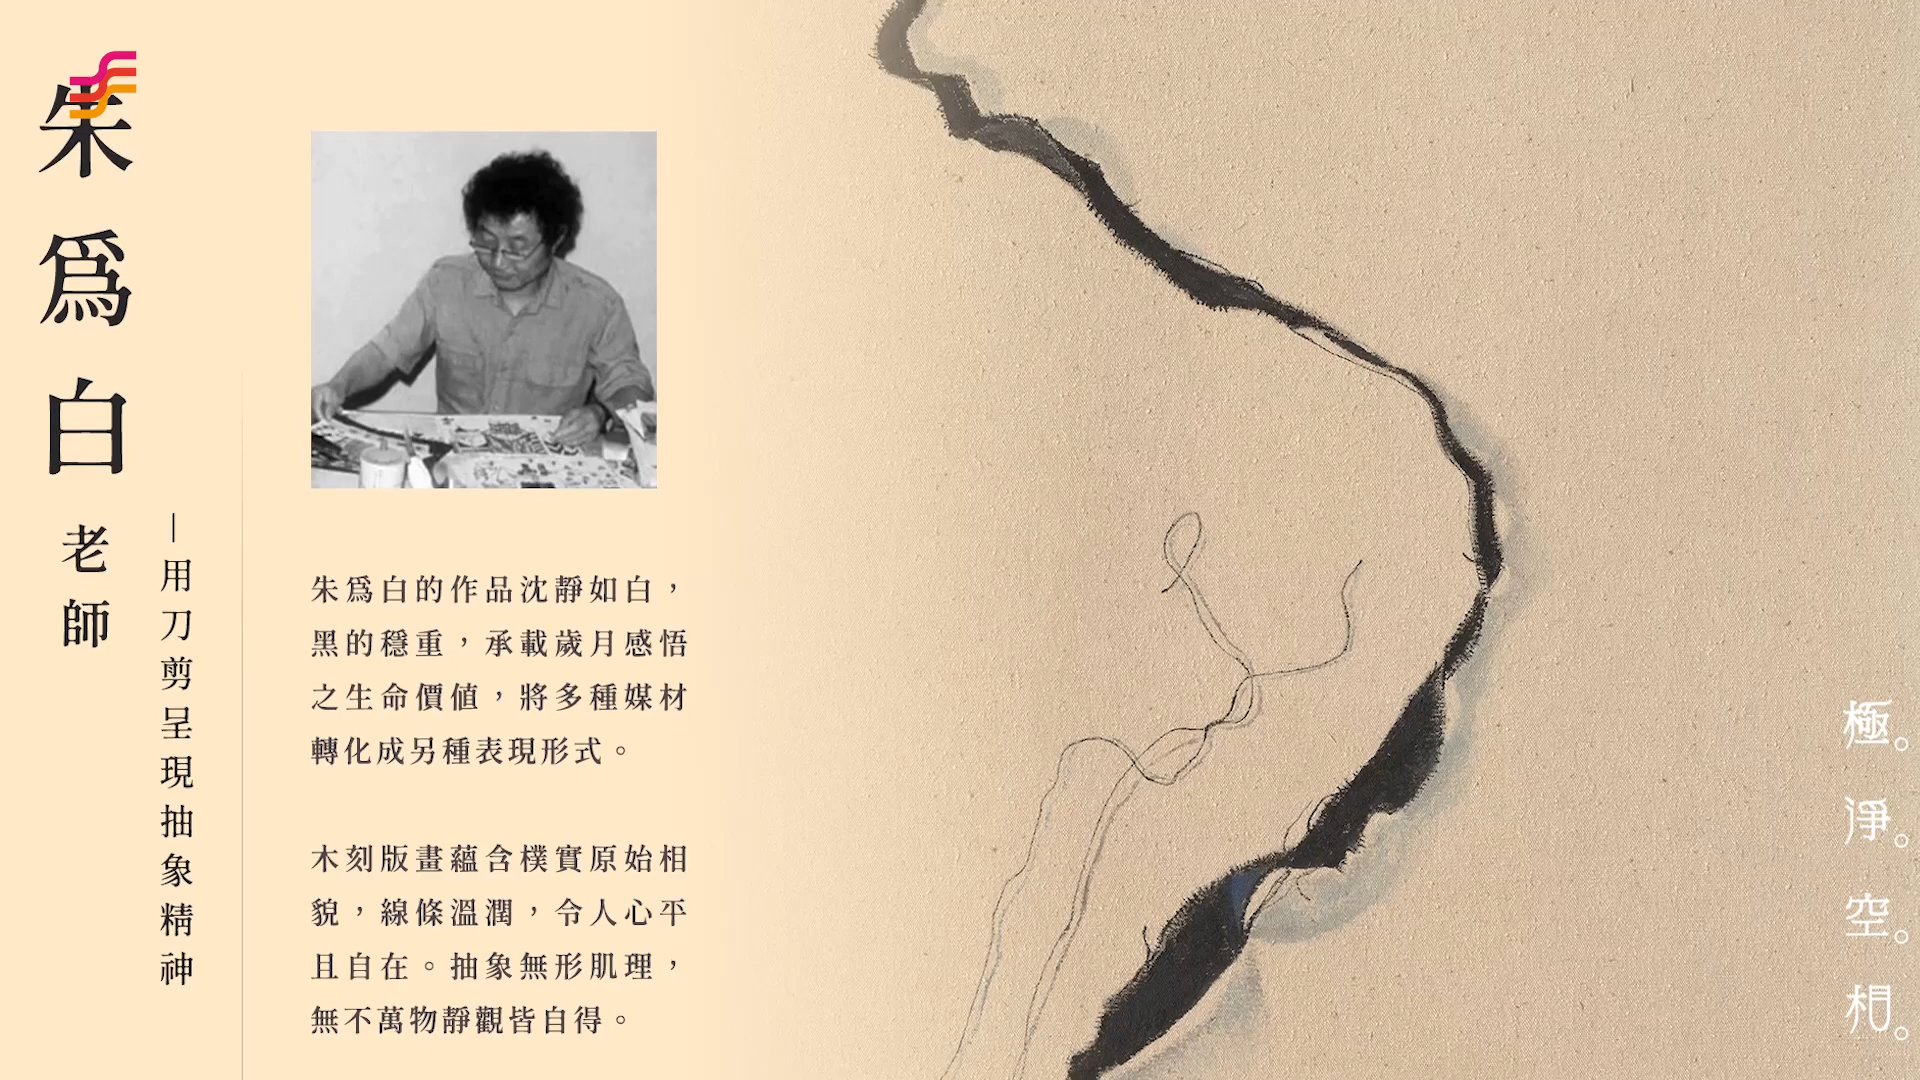 朱爲白
老師
—用刀剪呈現抽象精神
朱爲白的作品沈靜如白，
黑的穩重，承載歲月感悟
之生命價值，將多種媒材
轉化成另種表現形式。
木刻版畫蘊含樸實原始相
貌，線條溫潤，令人心平
且自在。抽象無形肌理，
無不萬物靜觀皆自得。
極。淨。空。相。